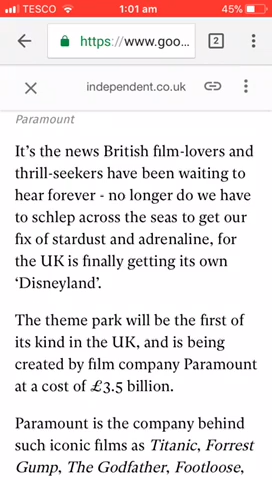 TESCO 1:01 am 45%
https://www.goo... 2
independent.co.uk
Paramount
It's the news British film-lovers and
thrill-seekers have been waiting to
hear forever - no longer do we have
to schlep across the seas to get our
fix of stardust and adrenaline, for
the UK is finally getting its own
‘Disneyland’.
The theme park will be the first of
its kind in the UK, and is being
created by film company Paramount
at a cost of £3.5 billion.
Paramount is the company behind
such iconic films as Titanic, Forrest
Gump, The Godfather, Footloose,